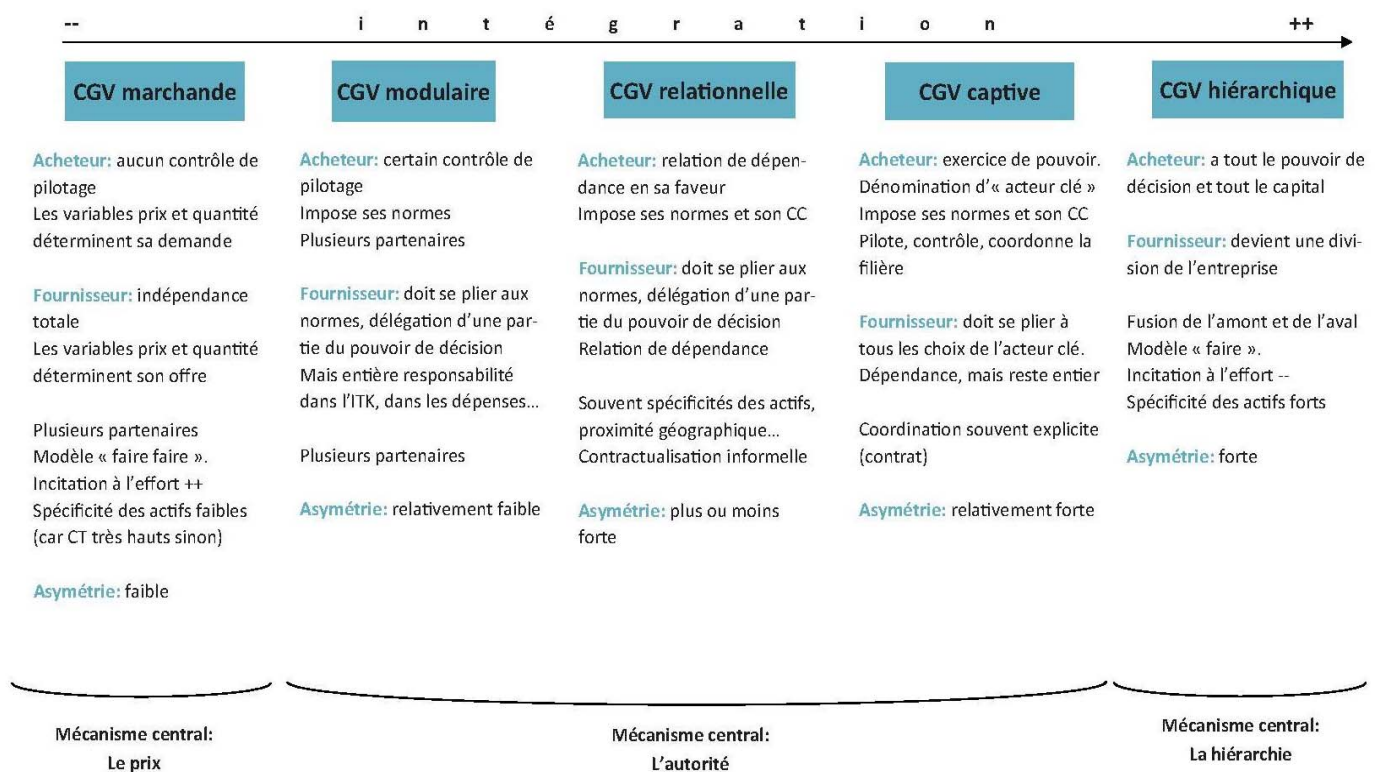 -- i n t é g r a t i o n ++
CGV marchande
Acheteur: aucun contrôle de
pilotage
Les variables prix et quantité
déterminent sa demande
Fournisseur: indépendance
totale
Les variables prix et quantité
déterminent son offre
Plusieurs partenaires
Modèle « faire faire ».
Incitation à l'effort ++
Spécificité des actifs faibles
(car CT très hauts sinon)
Asymétrie: faible
CGV modulaire
Acheteur: certain contrôle de
pilotage
Impose ses normes
Plusieurs partenaires
Fournisseur: doit se plier aux
normes, délégation d'une par-
tie du pouvoir de décision
Mais entière responsabilité
dans l'ITK, dans les dépenses…
Plusieurs partenaires
Asymétrie: relativement faible
CGV relationnelle
Acheteur: relation de dépen-
dance en sa faveur
Impose ses normes et son CC
Fournisseur: doit se plier aux
normes, délégation d'une par-
tie du pouvoir de décision
Relation de dépendance
Souvent spécificités des actifs,
proximité géographique…
Contractualisation informelle
Asymétrie: plus ou moins
forte
CGV captive
Acheteur: exercice de pouvoir.
Dénomination d'« acteur clé »
Impose ses normes et son CC
Pilote, contrôle, coordonne la
filière
Fournisseur: doit se plier à
tous les choix de l'acteur clé.
Dépendance, mais reste entier
Coordination souvent explicite
(contrat)
Asymétrie: relativement forte
CGV hiérarchique
Acheteur: a tout le pouvoir de
décision et tout le capital
Fournisseur: devient une divi-
sion de l'entreprise
Fusion de l'amont et de l'aval
Modèle « faire ».
Incitation à l'effort --
Spécificité des actifs forts
Asymétrie: forte
Mécanisme central:
Le prix
Mécanisme central:
L'autorité
Mécanisme central:
La hiérarchie